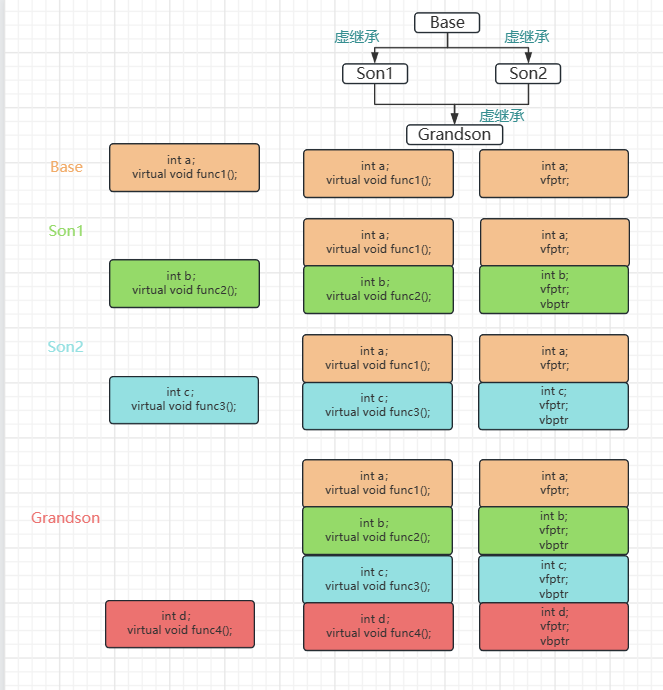 Base
虚继承
虚继承
Son1
Son2
虚继承
Grandson
Base
int a;
virtual void func1();
int a;
virtual void func1();
int a;
vfptr;
Son1
int a;
virtual void func1();
int a;
vfptr;
int b;
virtual void func2();
int b;
virtual void func2();
int b;
vfptr;
vbptr
Son2
int a;
virtual void func1();
int a;
vfptr;
int c;
virtual void func3();
int c;
virtual void func3();
int c;
vfptr;
vbptr
Grandson
int a;
virtual void func1();
int a;
vfptr;
int b;
virtual void func2();
int b;
vfptr;
vbptr
int c;
virtual void func3();
int c;
vfptr;
vbptr
int d;
virtual void func4();
int d;
virtual void func4();
int d;
vfptr;
vbptr